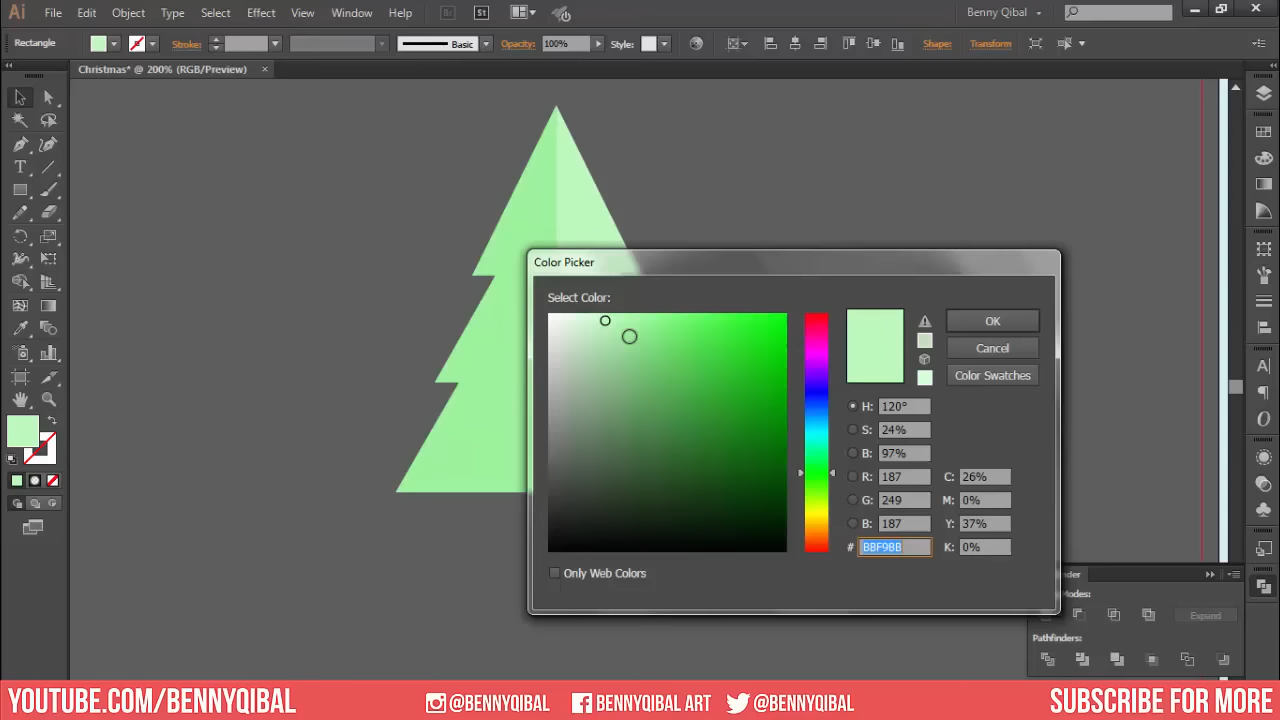 Ai File Edit Object Type Select Effect View Window Help Br St Benny Qibal
Rectangle Stroke: Basic Opacity: 100% Style: Shape: Transform
Christmas* @ 200% (RGB/Preview) ×
Color Picker
Select Color:
OK
Cancel
Color Swatches
H: 120°
S: 24%
B: 97%
R: 187 C: 26%
G: 249 M: 0%
B: 187 Y: 37%
# BBF9BB K: 0%
Only Web Colors
nder
Modes:
Expand
Pathfinders:
YOUTUBE.COM/BENNYQIBAL @BENNYQIBAL BENNYQIBAL ART @BENNYQIBAL SUBSCRIBE FOR MORE